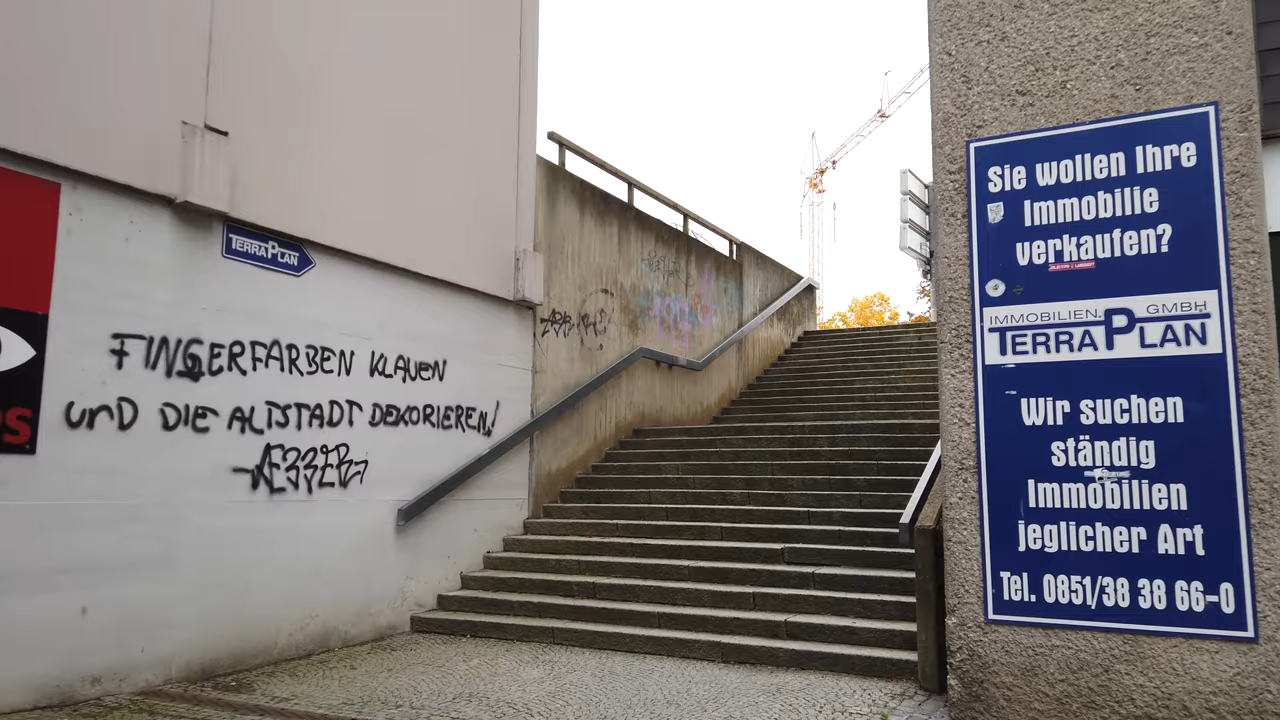 TERRAPLAN
FINGERFARBEN KLAUEN
UND DIE ALTSTADT DEKORIEREN!
Sie wollen Ihre
Immobilie
verkaufen?
IMMOBILIEN GMBH
TERRAPLAN
Wir suchen
ständig
Immobilien
jeglicher Art
Tel. 0851/38 38 66-0